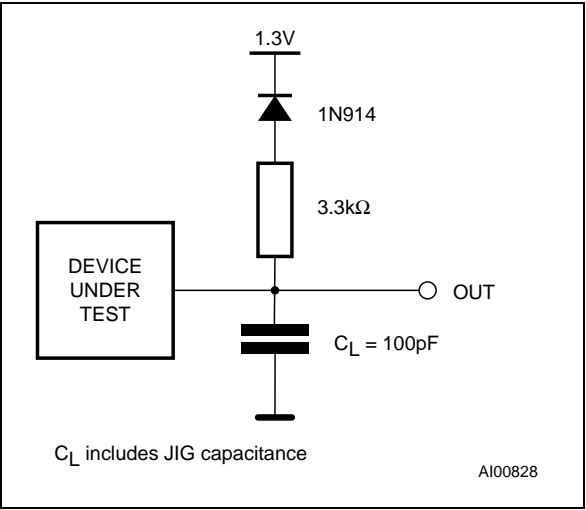 1.3V
1N914
3.3kΩ
DEVICE
UNDER
TEST
OUT
CL = 100pF
CL includes JIG capacitance
AI00828